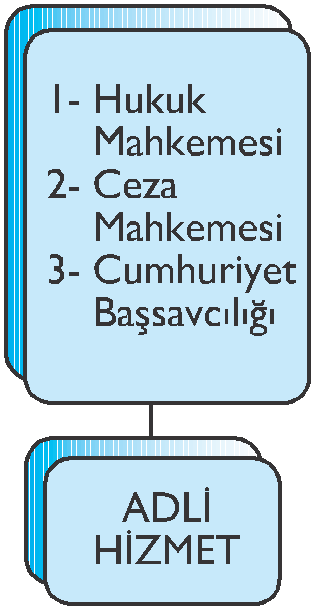 1- Hukuk
Mahkemesi
2- Ceza
Mahkemesi
3- Cumhuriyet
Başsavcılığı
ADLİ
HİZMET